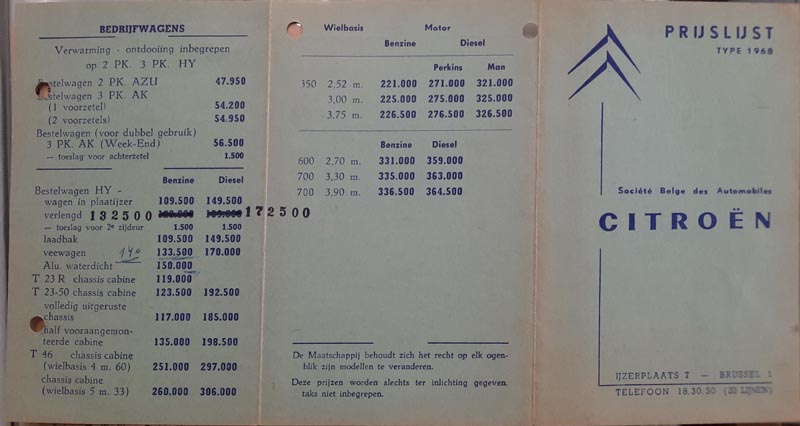 BEDRIJFWAGENS
Verwarming - ontdooiing inbegrepen
op 2 PK. 3 PK. HY
Bestelwagen 2 PK. AZU 47.950
Bestelwagen 3 PK. AK
(1 voorzetel) 54.200
(2 voorzetels) 54.950
Bestelwagen (voor dubbel gebruik)
3 PK. AK (Week-End) 56.500
— toeslag voor achterzetel 1.500
Benzine Diesel
Bestelwagen HY -
wagen in plaatijzer 109.500 149.500
verlengd 132500 172500
— toeslag voor 2e zijdeur 1.500 1.500
laadbak 109.500 149.500
veewagen 133.500 170.000
Alu. waterdicht 150.000
T 23 R chassis cabine 119.000
T 23-50 chassis cabine 123.500 192.500
volledig uitgeruste
chassis 117.000 185.000
half vooraangemon-
teerde cabine 135.000 198.500
T 46 chassis cabine
(wielbasis 4 m. 60) 251.000 297.000
chassis cabine
(wielbasis 5 m. 33) 260.000 306.000
Wielbasis Motor
Benzine Diesel
Perkins Man
350 2,52 m. 221.000 271.000 321.000
3,00 m. 225.000 275.000 325.000
3,75 m. 226.500 276.500 326.500
Benzine Diesel
600 2,70 m. 331.000 359.000
700 3,30 m. 335.000 363.000
700 3,90 m. 336.500 364.500
De Maatschappij behoudt zich het recht op elk ogen-
blik zijn modellen te veranderen.
Deze prijzen worden slechts ter inlichting gegeven,
taks niet inbegrepen.
PRIJSLIJST
TYPE 1968
Société Belge des Automobiles
CITROËN
IJZERPLAATS 7 — BRUSSEL 1
TELEFOON 18.30.30 (20 LIJNEN)